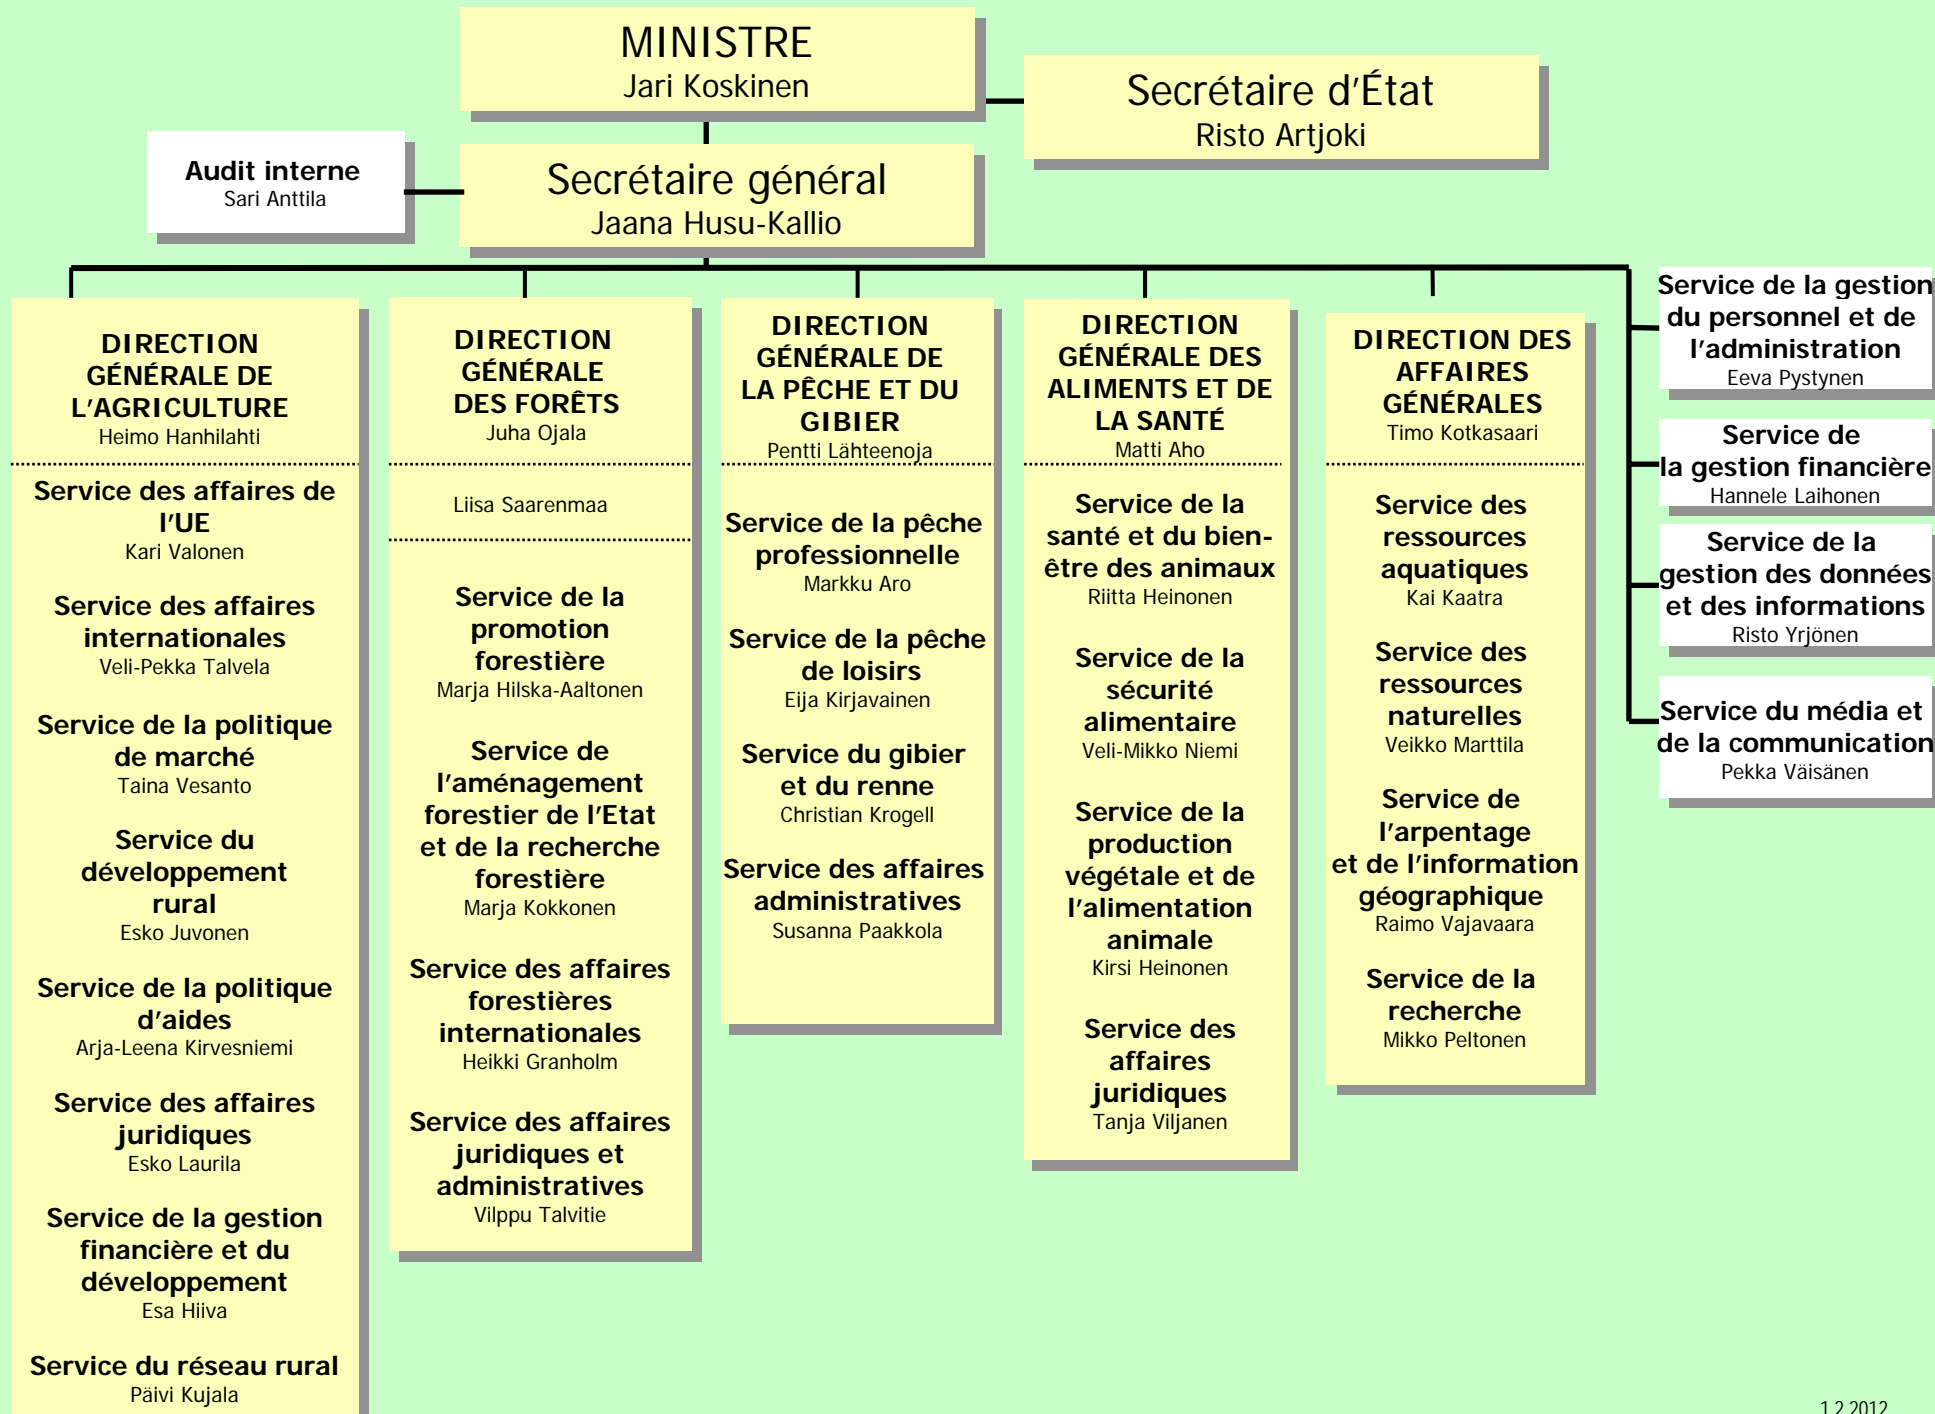 MINISTRE
Jari Koskinen
Secrétaire d'État
Risto Artjoki
Audit interne
Sari Anttila
Secrétaire général
Jaana Husu-Kallio
DIRECTION
GÉNÉRALE DE
L'AGRICULTURE
Heimo Hanhilahti
Service des affaires de
l'UE
Kari Valonen
Service des affaires
internationales
Veli-Pekka Talvela
Service de la politique
de marché
Taina Vesanto
Service du
développement
rural
Esko Juvonen
Service de la politique
d'aides
Arja-Leena Kirvesniemi
Service des affaires
juridiques
Esko Laurila
Service de la gestion
financière et du
développement
Esa Hiiva
Service du réseau rural
Päivi Kujala
DIRECTION
GÉNÉRALE
DES FORÊTS
Juha Ojala
Liisa Saarenmaa
Service de la
promotion
forestière
Marja Hilska-Aaltonen
Service de
l'aménagement
forestier de l'Etat
et de la recherche
forestière
Marja Kokkonen
Service des affaires
forestières
internationales
Heikki Granholm
Service des affaires
juridiques et
administratives
Vilppu Talvitie
DIRECTION
GÉNÉRALE DE
LA PÊCHE ET DU
GIBIER
Pentti Lähteenoja
Service de la pêche
professionnelle
Markku Aro
Service de la pêche
de loisirs
Eija Kirjavainen
Service du gibier
et du renne
Christian Krogell
Service des affaires
administratives
Susanna Paakkola
DIRECTION
GÉNÉRALE DES
ALIMENTS ET DE
LA SANTÉ
Matti Aho
Service de la
santé et du bien-
être des animaux
Riitta Heinonen
Service de la
sécurité
alimentaire
Veli-Mikko Niemi
Service de la
production
végétale et de
l'alimentation
animale
Kirsi Heinonen
Service des
affaires
juridiques
Tanja Viljanen
DIRECTION DES
AFFAIRES
GÉNÉRALES
Timo Kotkasaari
Service des
ressources
aquatiques
Kai Kaatra
Service des
ressources
naturelles
Veikko Marttila
Service de
l'arpentage
et de l'information
géographique
Raimo Vajavaara
Service de la
recherche
Mikko Peltonen
Service de la gestion
du personnel et de
l'administration
Eeva Pystynen
Service de
la gestion financière
Hannele Laihonen
Service de la
gestion des données
et des informations
Risto Yrjönen
Service du média et
de la communication
Pekka Väisänen
1.2.2012